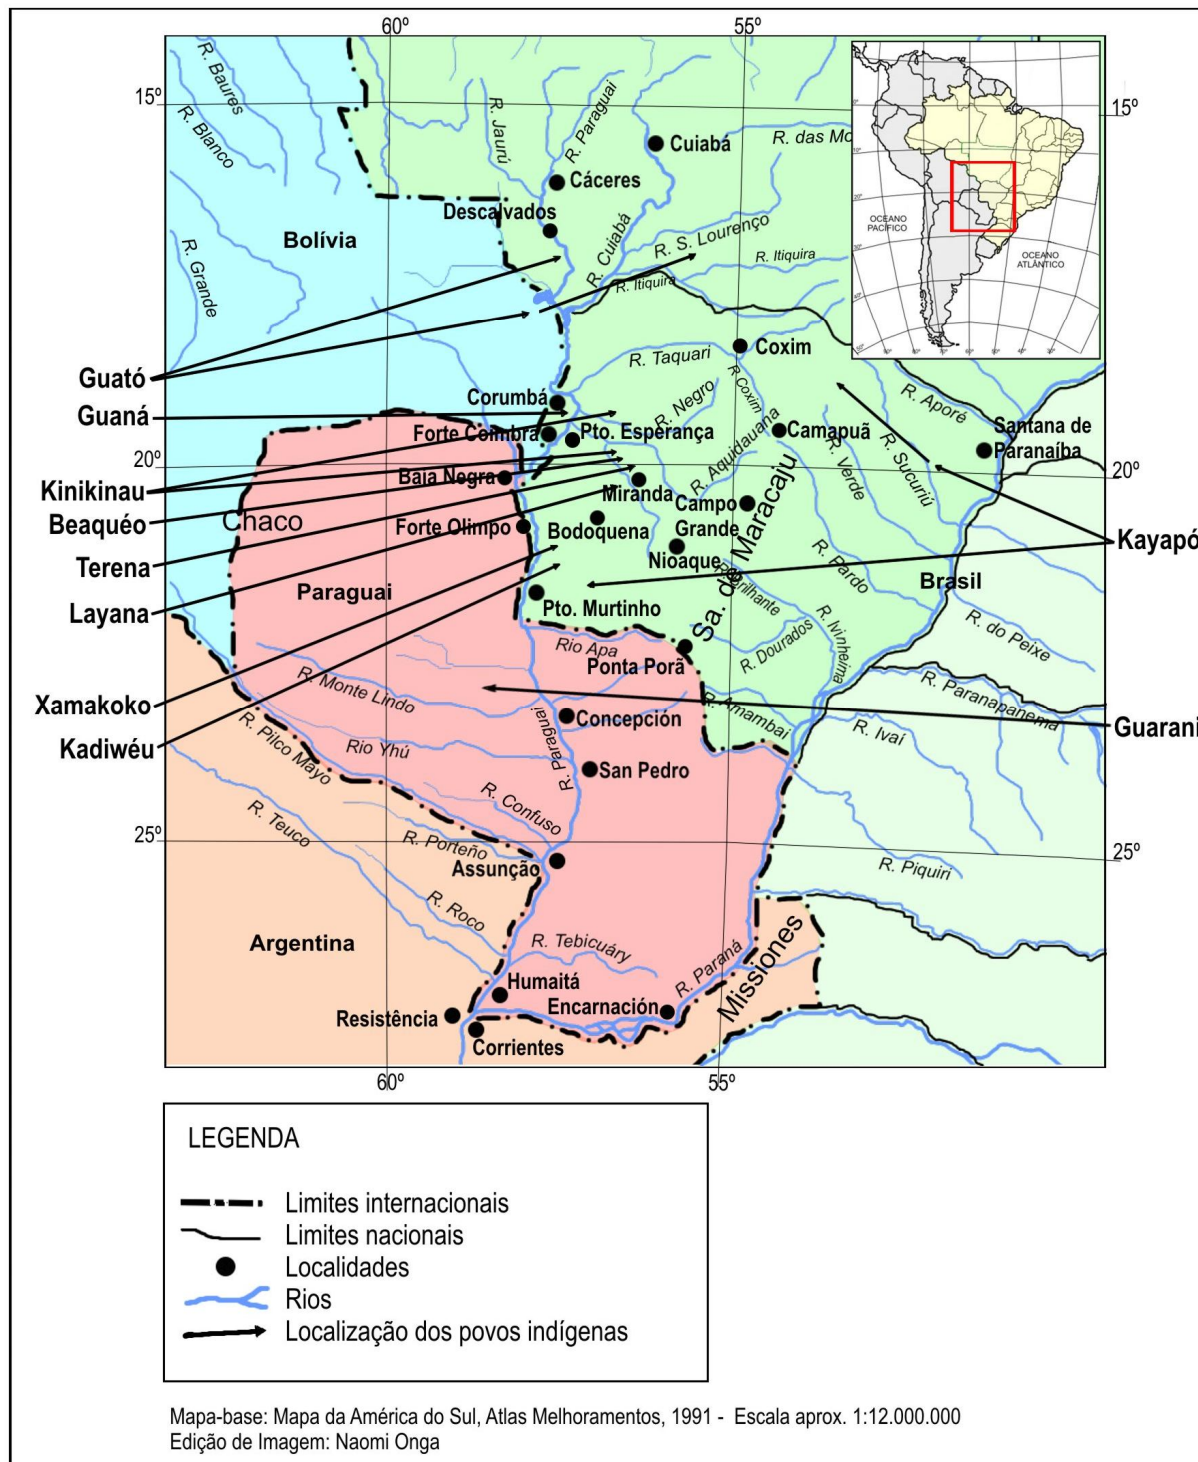 60º
55º
R. Baures
R. Blanco
15º
R. Jaurú
R. Paraguai
Cuiabá
R. das Mo
15º
Cáceres
Descalvados
Bolívia
R. Grande
R. Cuiabá
R. S. Lourenço
R. Itiquira
R. Itiquira
OCEANO
PACÍFICO
OCEANO
ATLÂNTICO
Guató
R. Taquari
Coxim
R. Coxim
Corumbá
R. Negro
R. Aporé
Guaná
Forte Coimbra
Pto. Esperança
Camapuã
Santana de
Paranaíba
20º
20º
Baia Negra
R. Aquidauana
R. Verde
R. Sucuriú
Kinikinau
Miranda
Campo
Grande
Beaquéo
Chaco
Forte Olimpo
Bodoquena
Sa. de Maracaju
Kayapó
Terena
Nioaque
R. Brilhante
R. Pardo
Brasil
Paraguai
Layana
Pto. Murtinho
Rio Apa
Ponta Porã
R. Dourados
R. Ivinheima
R. do Peixe
Xamakoko
R. Monte Lindo
R. Amambai
R. Paranapanema
Concepción
Guarani
Kadiwéu
R. Pilco Mayo
Rio Yhú
R. Paraguai
R. Ivaí
San Pedro
R. Teuco
R. Confuso
25º
R. Porteño
25º
Assunção
R. Piquiri
R. Roco
Argentina
R. Tebicuáry
R. Paraná
Missiones
Humaitá
Encarnación
Resistência
Corrientes
60º
55º
LEGENDA
Limites internacionais
Limites nacionais
Localidades
Rios
Localização dos povos indígenas
Mapa-base: Mapa da América do Sul, Atlas Melhoramentos, 1991 - Escala aprox. 1:12.000.000
Edição de Imagem: Naomi Onga